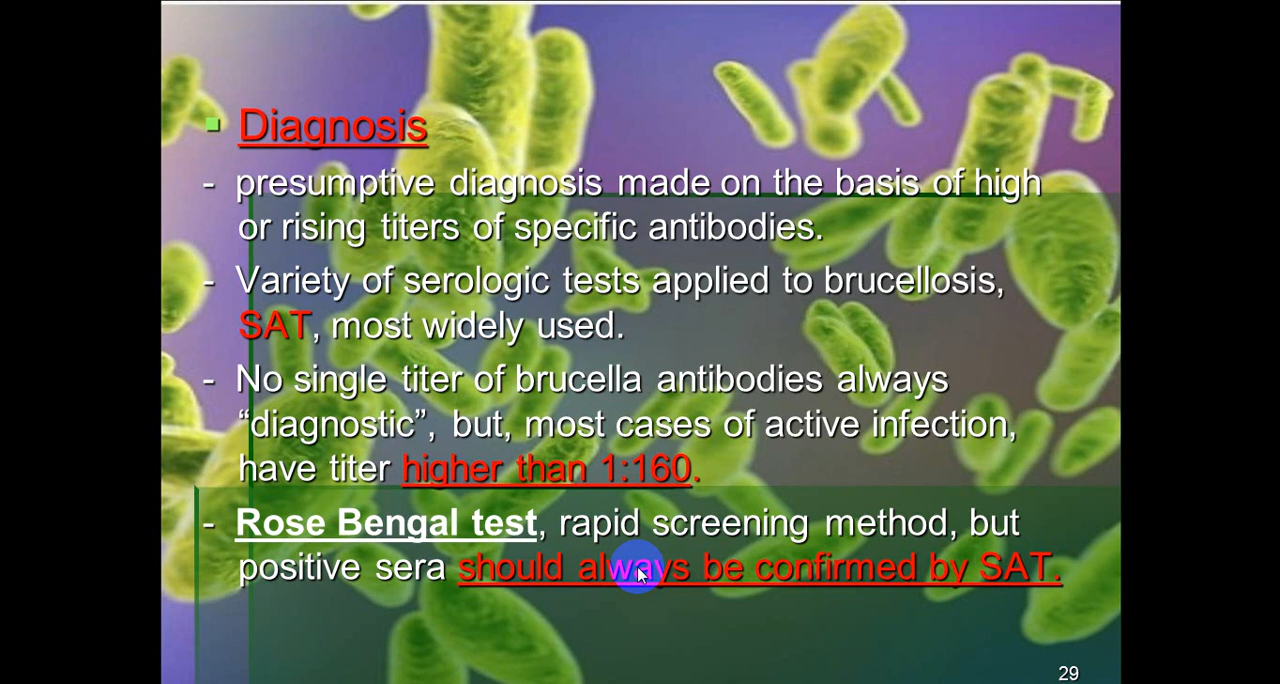 Diagnosis
- presumptive diagnosis made on the basis of high
or rising titers of specific antibodies.
- Variety of serologic tests applied to brucellosis,
SAT, most widely used.
- No single titer of brucella antibodies always
“diagnostic”, but, most cases of active infection,
have titer higher than 1:160.
- Rose Bengal test, rapid screening method, but
positive sera should always be confirmed by SAT.
29